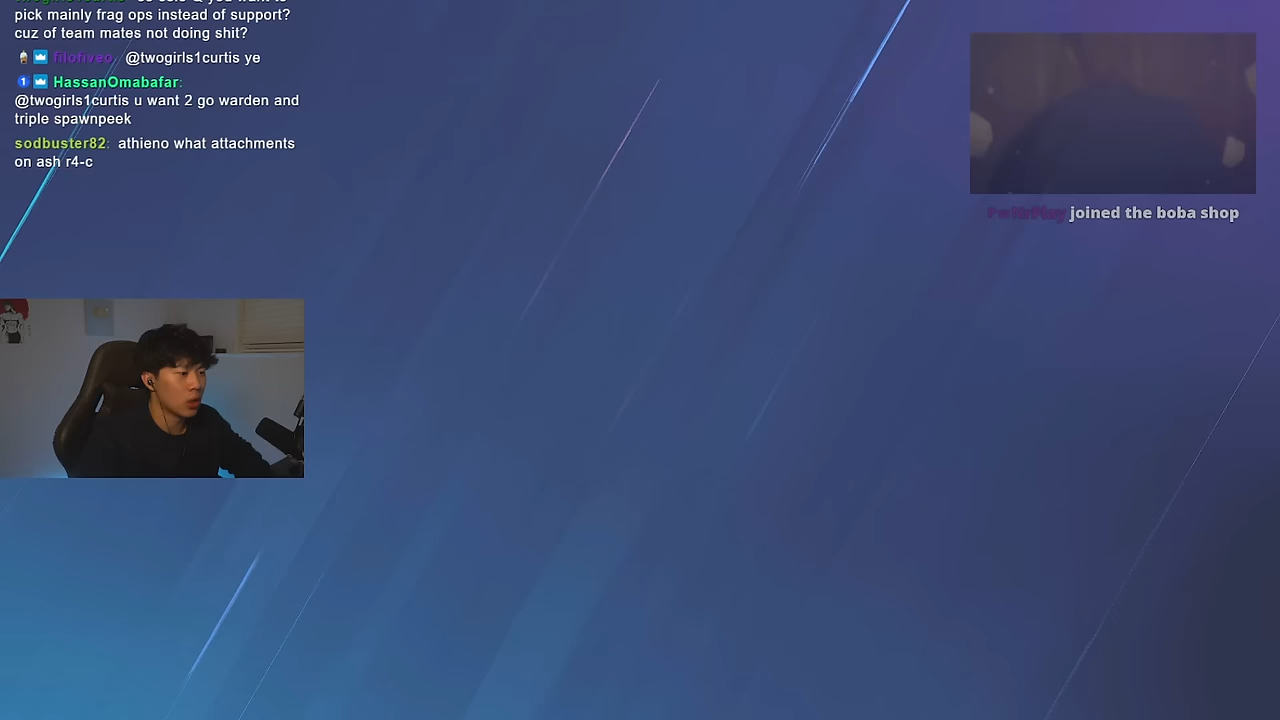 pick mainly frag ops instead of support?
cuz of team mates not doing shit?
filofiveo: @twogirls1curtis ye
HassanOmabafar:
@twogirls1curtis u want 2 go warden and
triple spawnpeek
sodbuster82: athieno what attachments
on ash r4-c
joined the boba shop